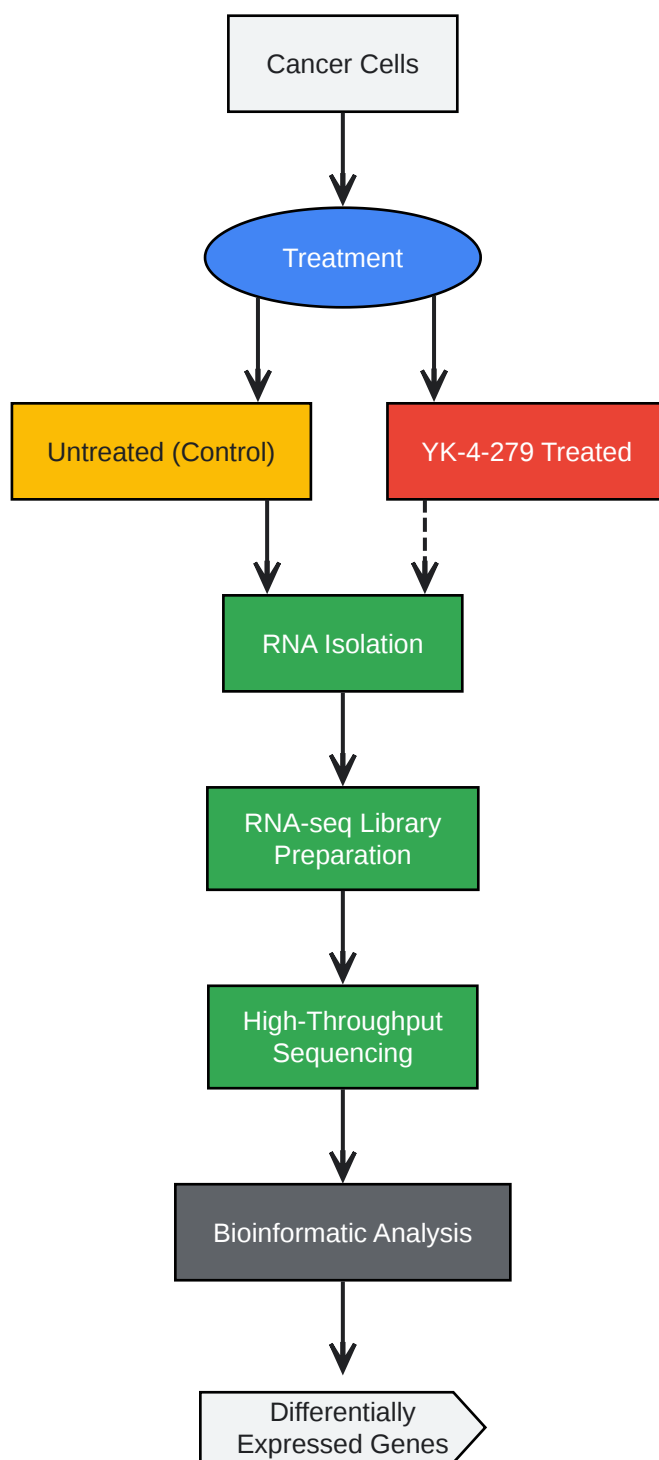 Cancer Cells
Treatment
Untreated (Control)
YK-4-279 Treated
RNA Isolation
RNA-seq Library
Preparation
High-Throughput
Sequencing
Bioinformatic Analysis
Differentially
Expressed Genes